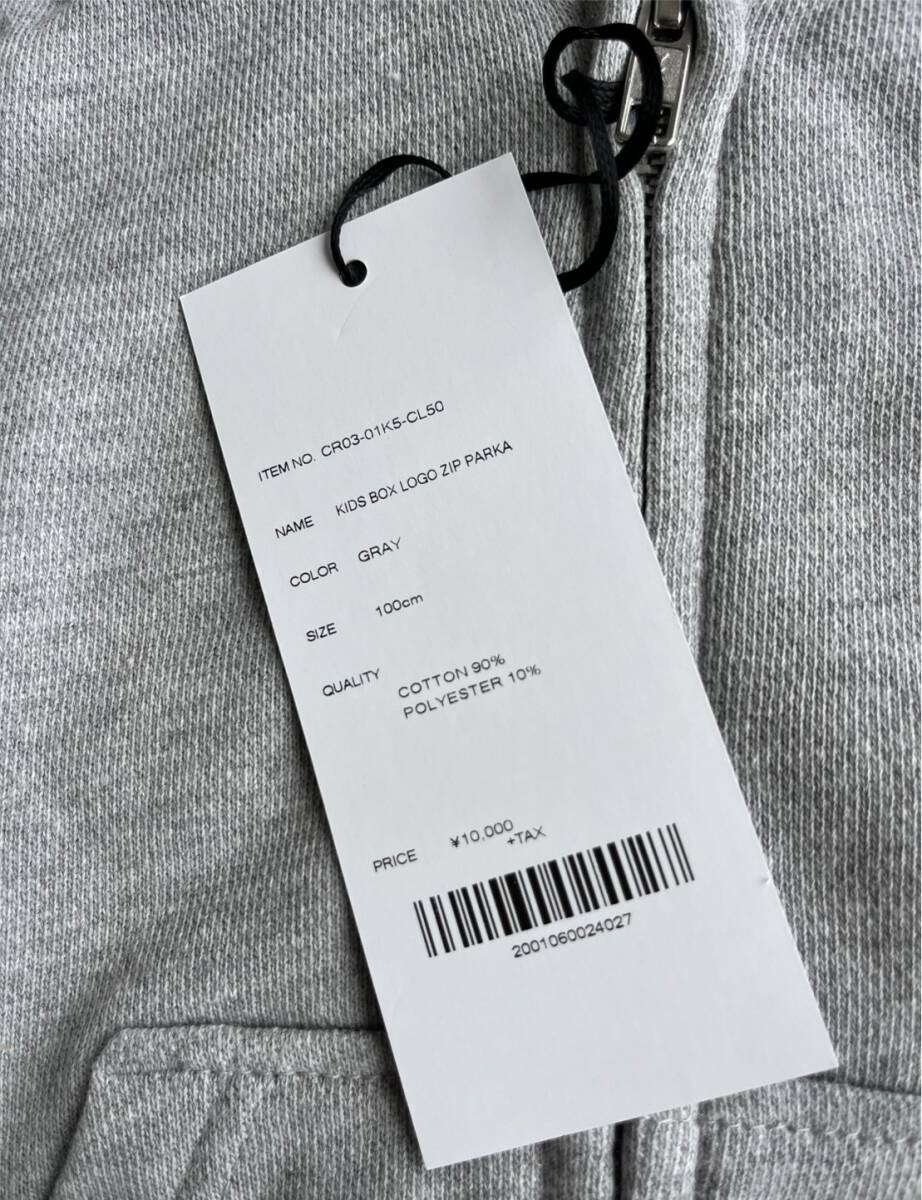 ITEM NO. CR03-01K5-CL50
NAME KIDS BOX LOGO ZIP PARKA
COLOR GRAY
SIZE 100cm
QUALITY COTTON 90%
POLYESTER 10%
PRICE ¥10,000
+TAX
2001060024027